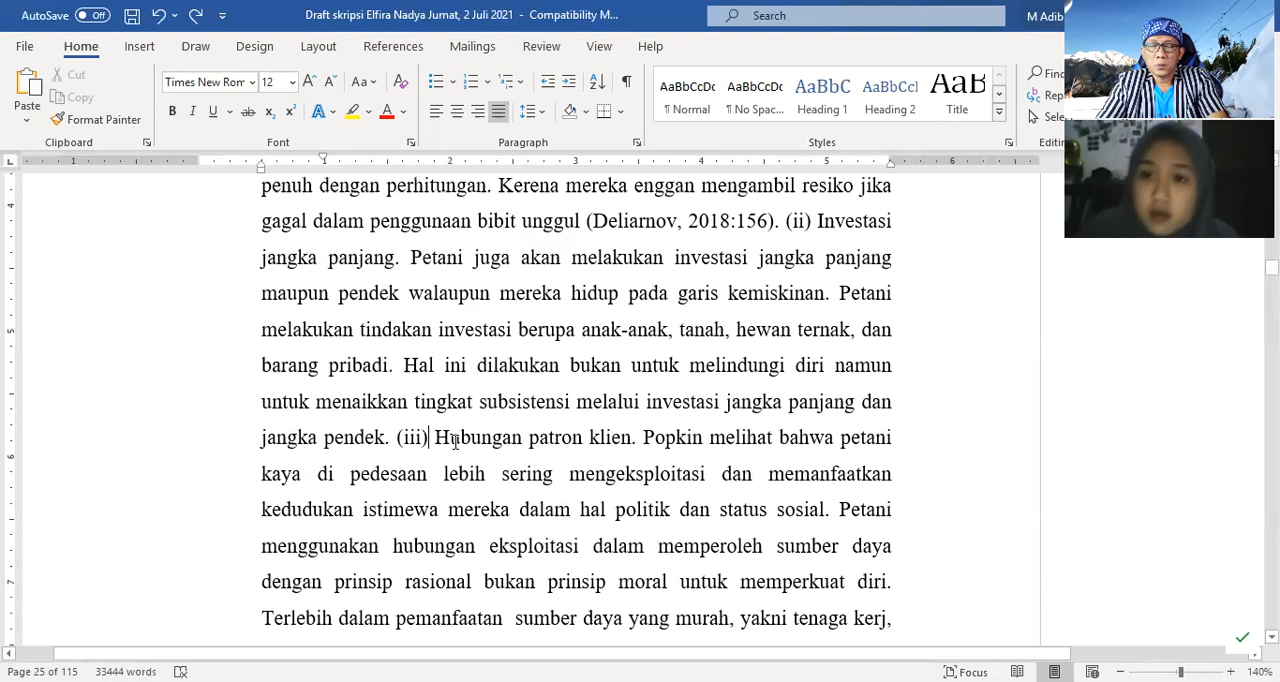 AutoSave Off Draft skripsi Elfira Nadya Jumat, 2 Juli 2021 - Compatibility M... Search M Adib
File Home Insert Draw Design Layout References Mailings Review View Help
Paste Cut Copy Format Painter
Times New Rom 12
AaBbCcDc AaBbCcDc AaBbC AaBbCcI AaB
¶ Normal ¶ No Spac... Heading 1 Heading 2 Title
Clipboard Font Paragraph Styles
penuh dengan perhitungan. Kerena mereka enggan mengambil resiko jika
gagal dalam penggunaan bibit unggul (Deliarnov, 2018:156). (ii) Investasi
jangka panjang. Petani juga akan melakukan investasi jangka panjang
maupun pendek walaupun mereka hidup pada garis kemiskinan. Petani
melakukan tindakan investasi berupa anak-anak, tanah, hewan ternak, dan
barang pribadi. Hal ini dilakukan bukan untuk melindungi diri namun
untuk menaikkan tingkat subsistensi melalui investasi jangka panjang dan
jangka pendek. (iii) Hubungan patron klien. Popkin melihat bahwa petani
kaya di pedesaan lebih sering mengeksploitasi dan memanfaatkan
kedudukan istimewa mereka dalam hal politik dan status sosial. Petani
menggunakan hubungan eksploitasi dalam memperoleh sumber daya
dengan prinsip rasional bukan prinsip moral untuk memperkuat diri.
Terlebih dalam pemanfaatan sumber daya yang murah, yakni tenaga kerj,
Page 25 of 115 33444 words Focus 140%